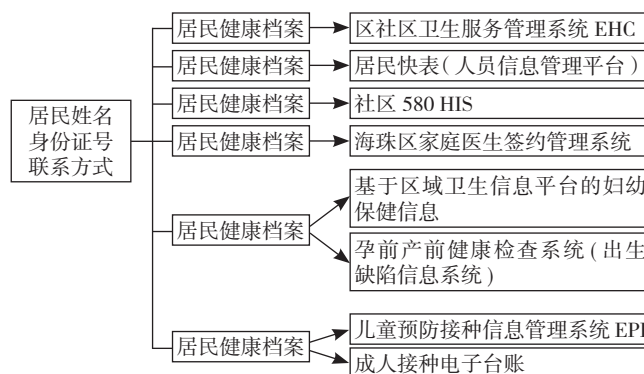 居民姓名
身份证号
联系方式
居民健康档案
区社区卫生服务管理系统 EHC
居民健康档案
居民快表(人员信息管理平台)
居民健康档案
社区 580 HIS
居民健康档案
海珠区家庭医生签约管理系统
居民健康档案
基于区域卫生信息平台的妇幼
保健信息
孕前产前健康检查系统(出生
缺陷信息系统)
居民健康档案
儿童预防接种信息管理系统 EPI
成人接种电子台账